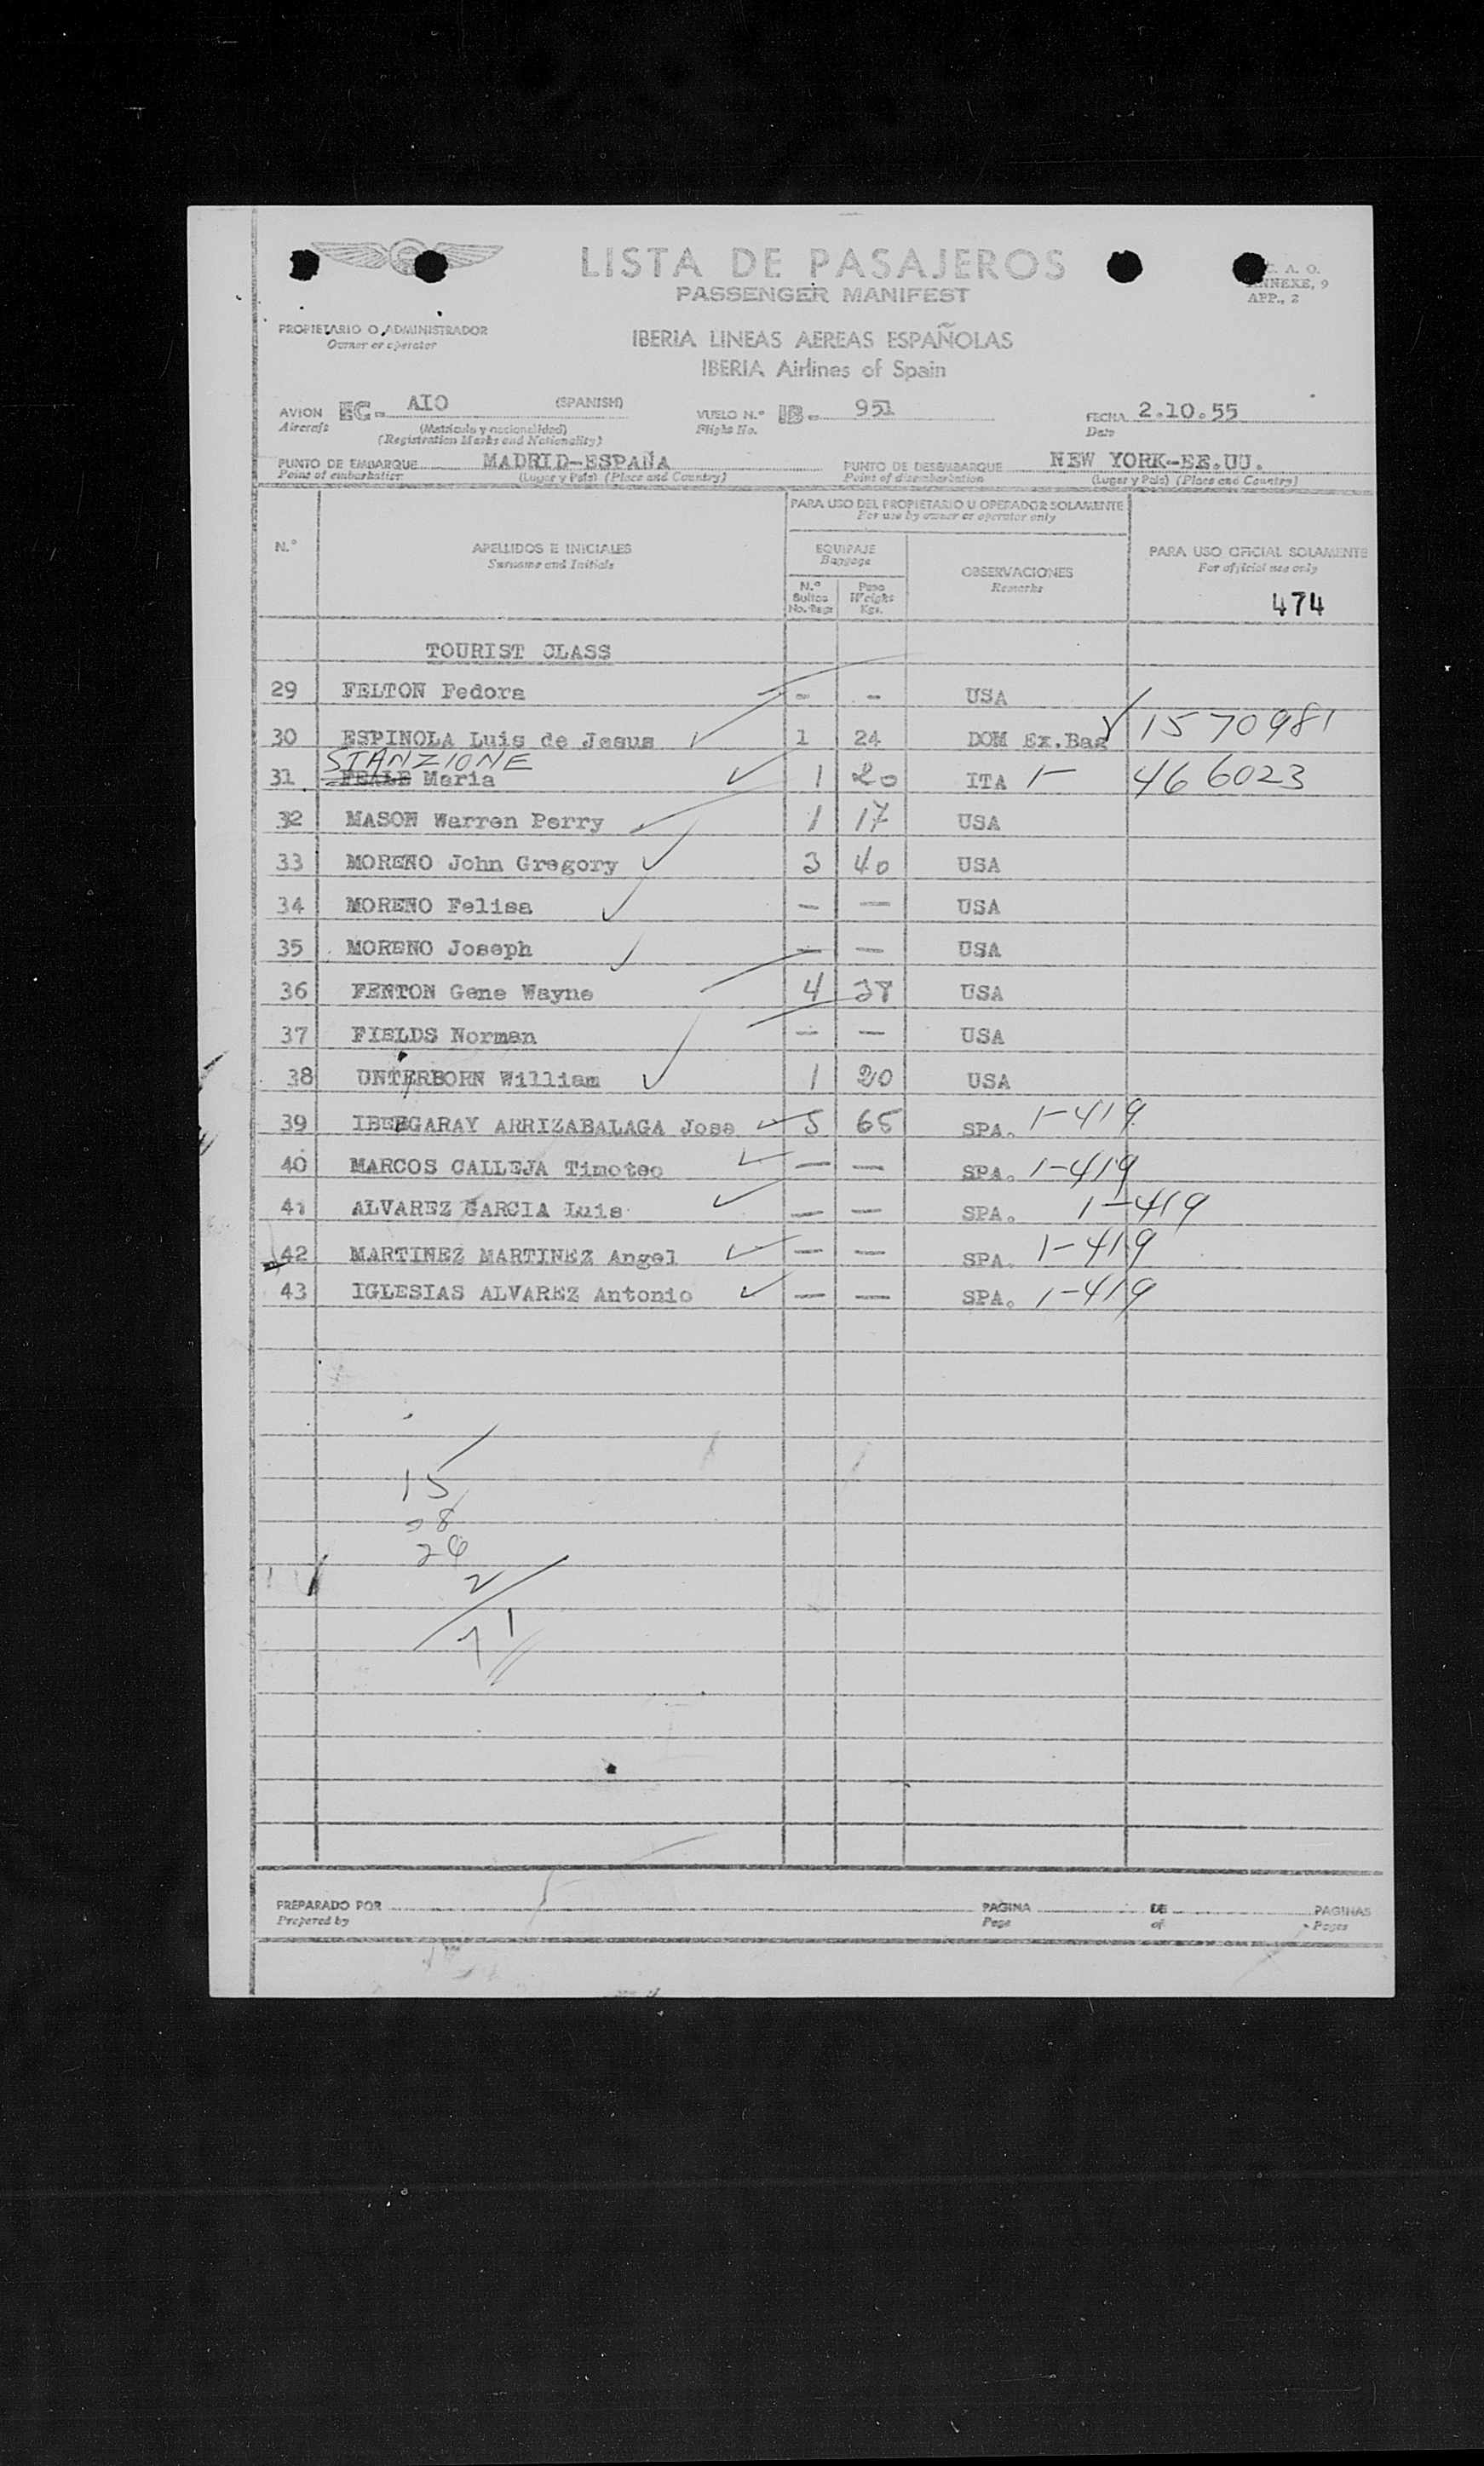 LISTA DE PASAJEROS
PASSENGER MANIFEST
A. O.
ANNEXE, 9
APP., 2
PROPIETARIO O ADMINISTRADOR
Owner or operator
IBERIA LINEAS AEREAS ESPAÑOLAS
IBERIA Airlines of Spain
AVION EC- AIO (SPANISH) VUELO N.° IB- 951 FECHA 2.10.55
Aircraft (Matrícula y nacionalidad) Flight No. Date
(Registration Marks and Nationality)
PUNTO DE EMBARQUE MADRID-ESPAÑA PUNTO DE DESEMBARQUE NEW YORK-EE.UU.
Point of embarkation (Lugar y País) (Place and Country) Point of disembarkation (Lugar y País) (Place and Country)
PARA USO DEL PROPIETARIO U OPERADOR SOLAMENTE
For use by owner or operator only
N.° APELLIDOS E INICIALES EQUIPAJE PARA USO OFICIAL SOLAMENTE
Surname and Initials Baggage For official use only
OBSERVACIONES
Remarks
N.° Bultos No. Bags Peso Weight Kgs.
474
TOURIST CLASS
29 FELTON Fedora - - USA
30 ESPINOLA Luis de Jesus 1 24 DOM Ex.Bag 1570981
STANZIONE
31 FEALE Maria 1 20 ITA 1- 466023
32 MASON Warren Perry 1 17 USA
33 MORENO John Gregory 3 40 USA
34 MORENO Felisa - - USA
35 MORENO Joseph - - USA
36 FENTON Gene Wayne 4 38 USA
37 FIELDS Norman - - USA
38 UNTERBORN William 1 20 USA
39 IBEEGARAY ARRIZABALAGA Jose 5 65 SPA. 1-419
40 MARCOS CALLEJA Timoteo - - SPA. 1-419
41 ALVAREZ GARCIA Luis - - SPA. 1-419
42 MARTINEZ MARTINEZ Angel - - SPA. 1-419
43 IGLESIAS ALVAREZ Antonio - - SPA. 1-419
15
28
26
2
71
PREPARADO POR PAGINA DE PAGINAS
Prepared by Page of Pages